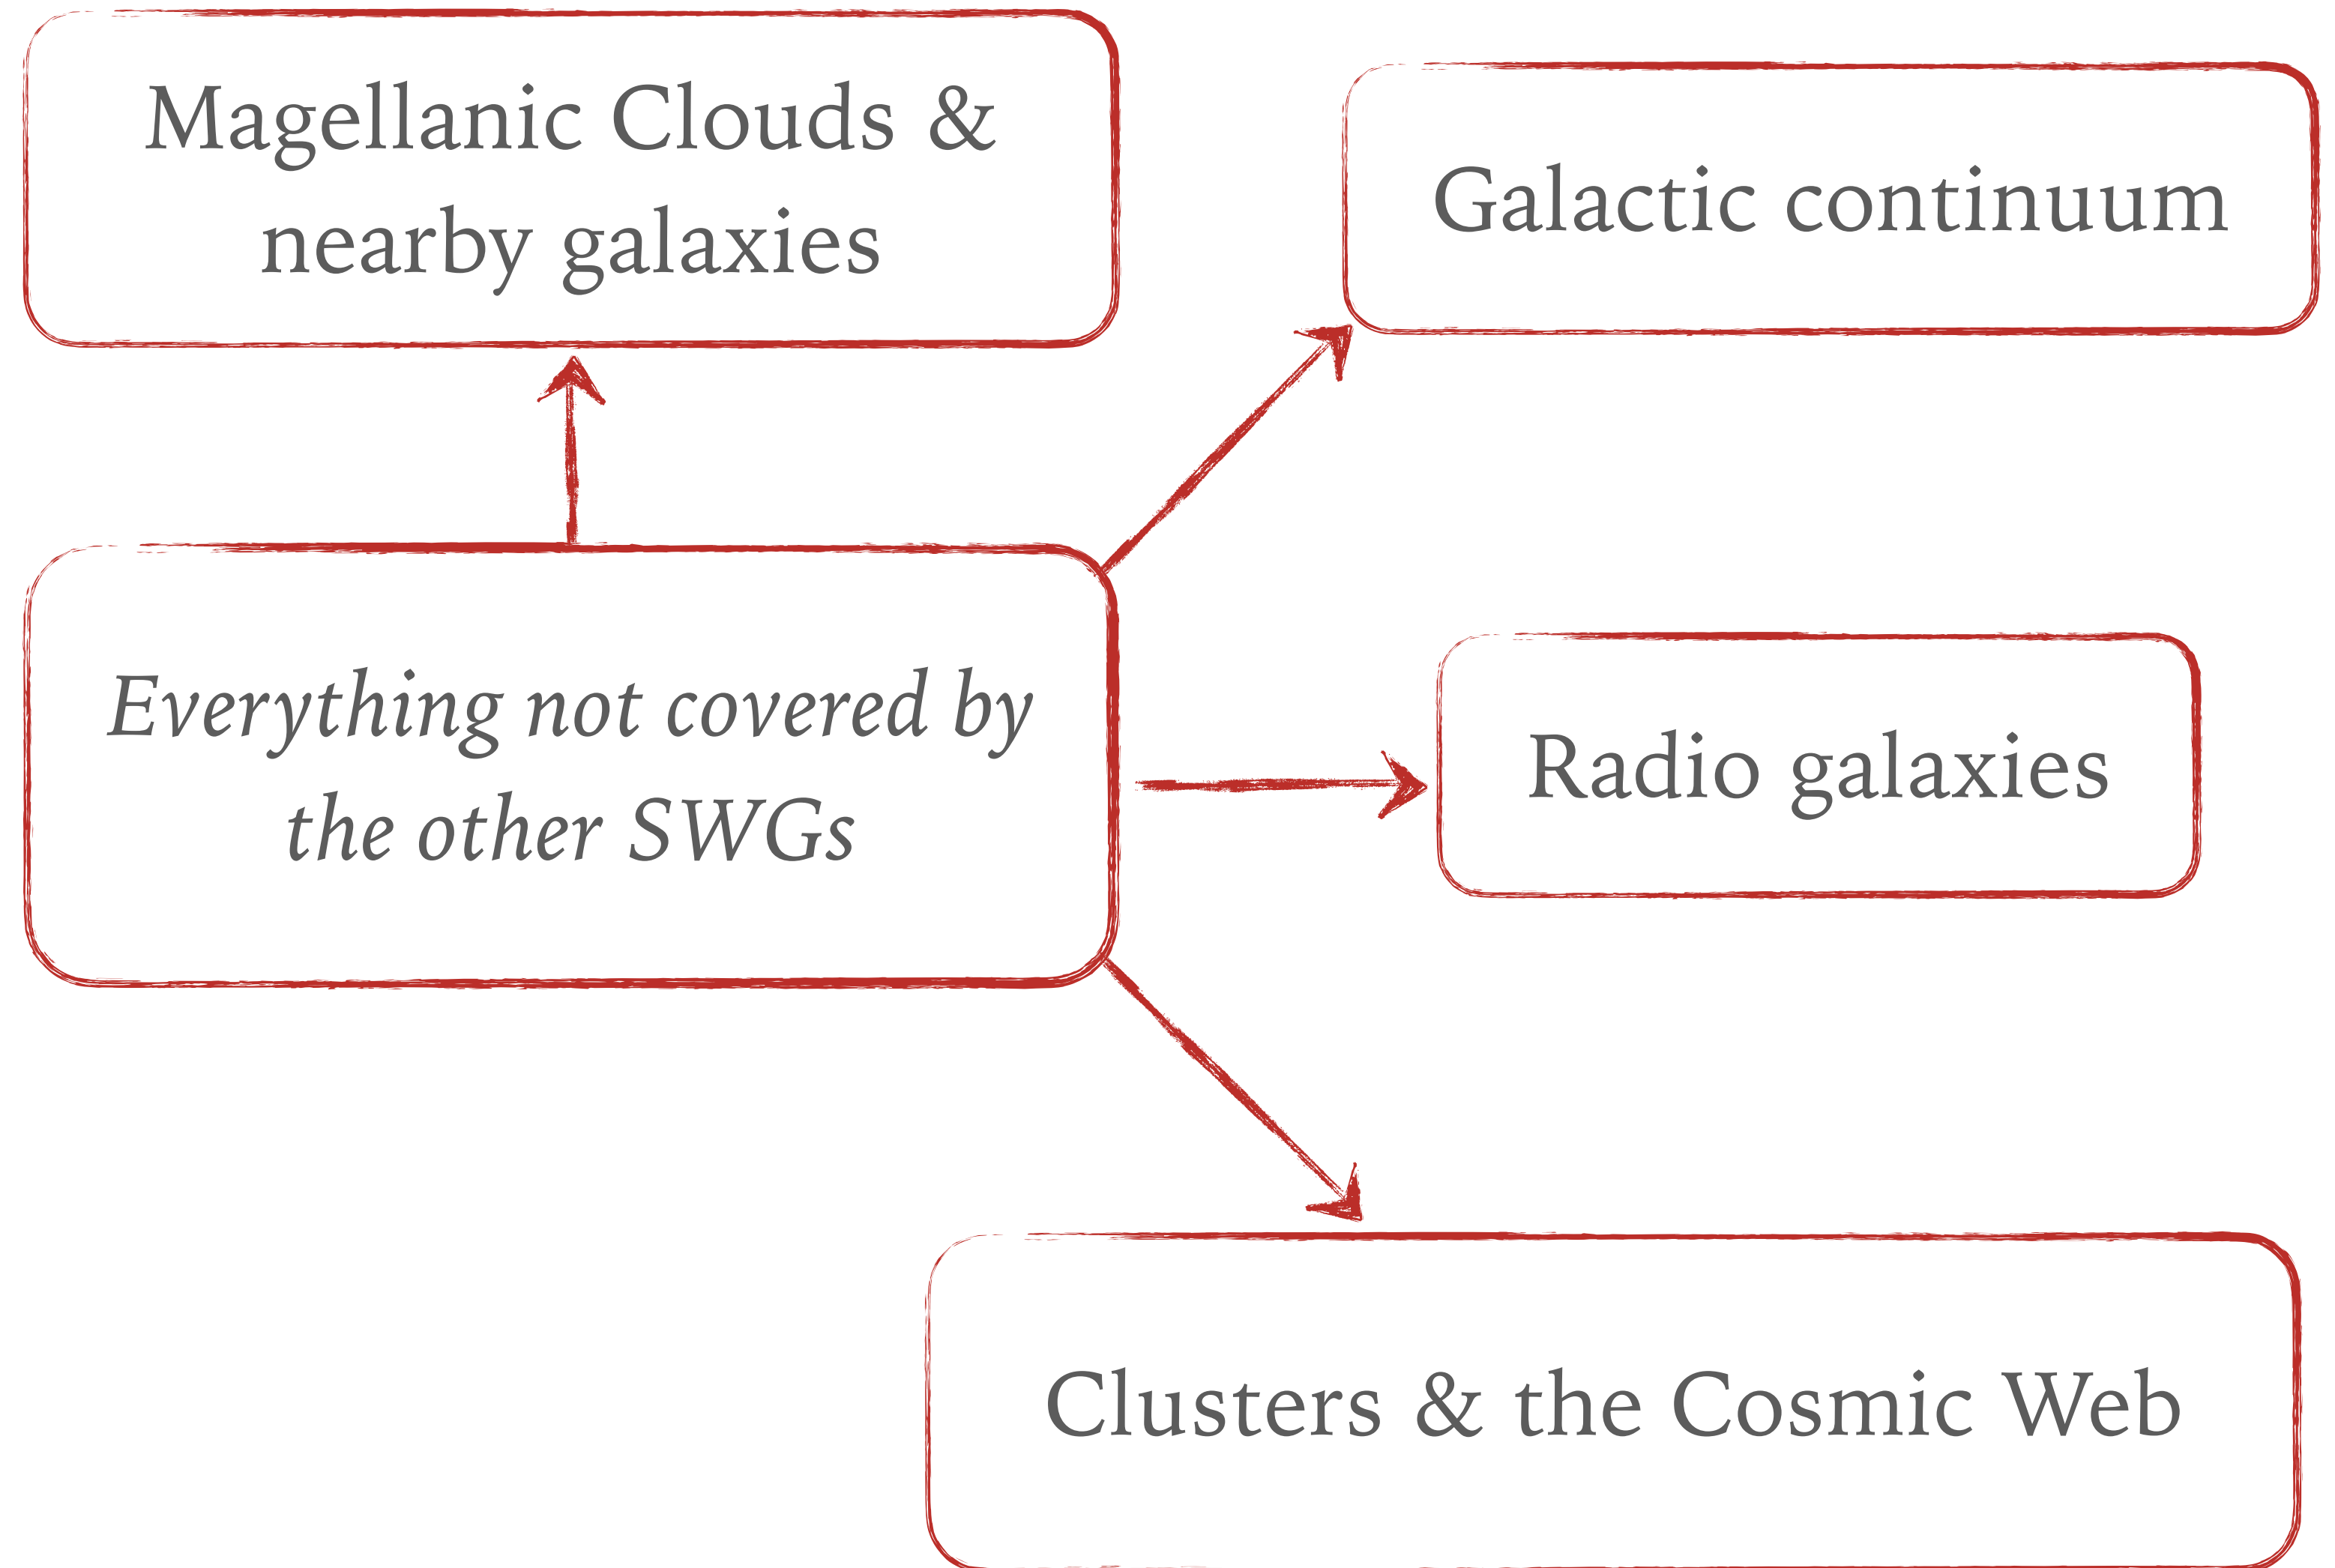 Magellanic Clouds &
nearby galaxies
Galactic continuum
Everything not covered by
the other SWGs
Radio galaxies
Clusters & the Cosmic Web